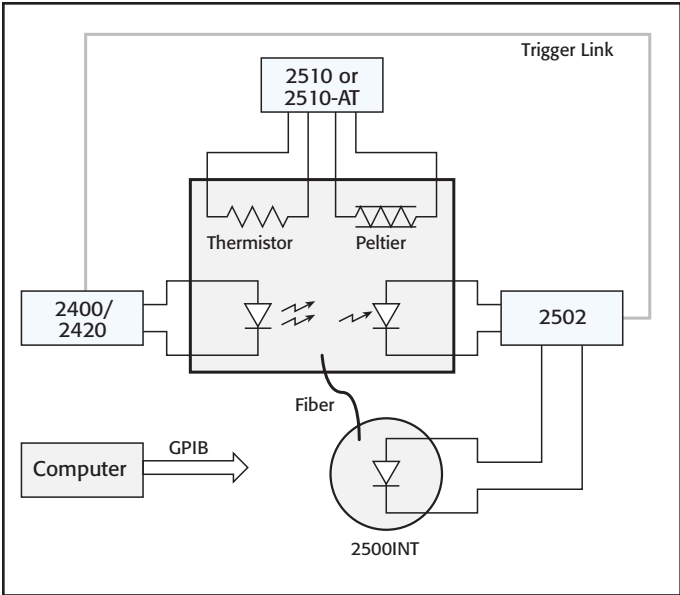 Trigger Link
2510 or
2510-AT
Thermistor
Peltier
2400/
2420
2502
Fiber
GPIB
Computer
2500INT